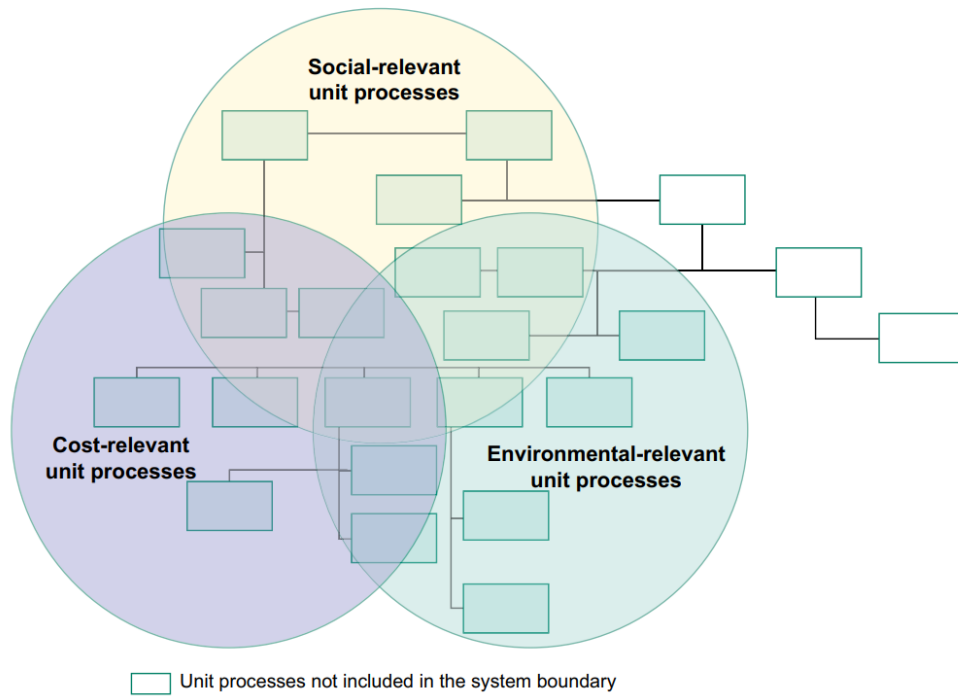 Social-relevant
unit processes
Cost-relevant
unit processes
Environmental-relevant
unit processes
Unit processes not included in the system boundary